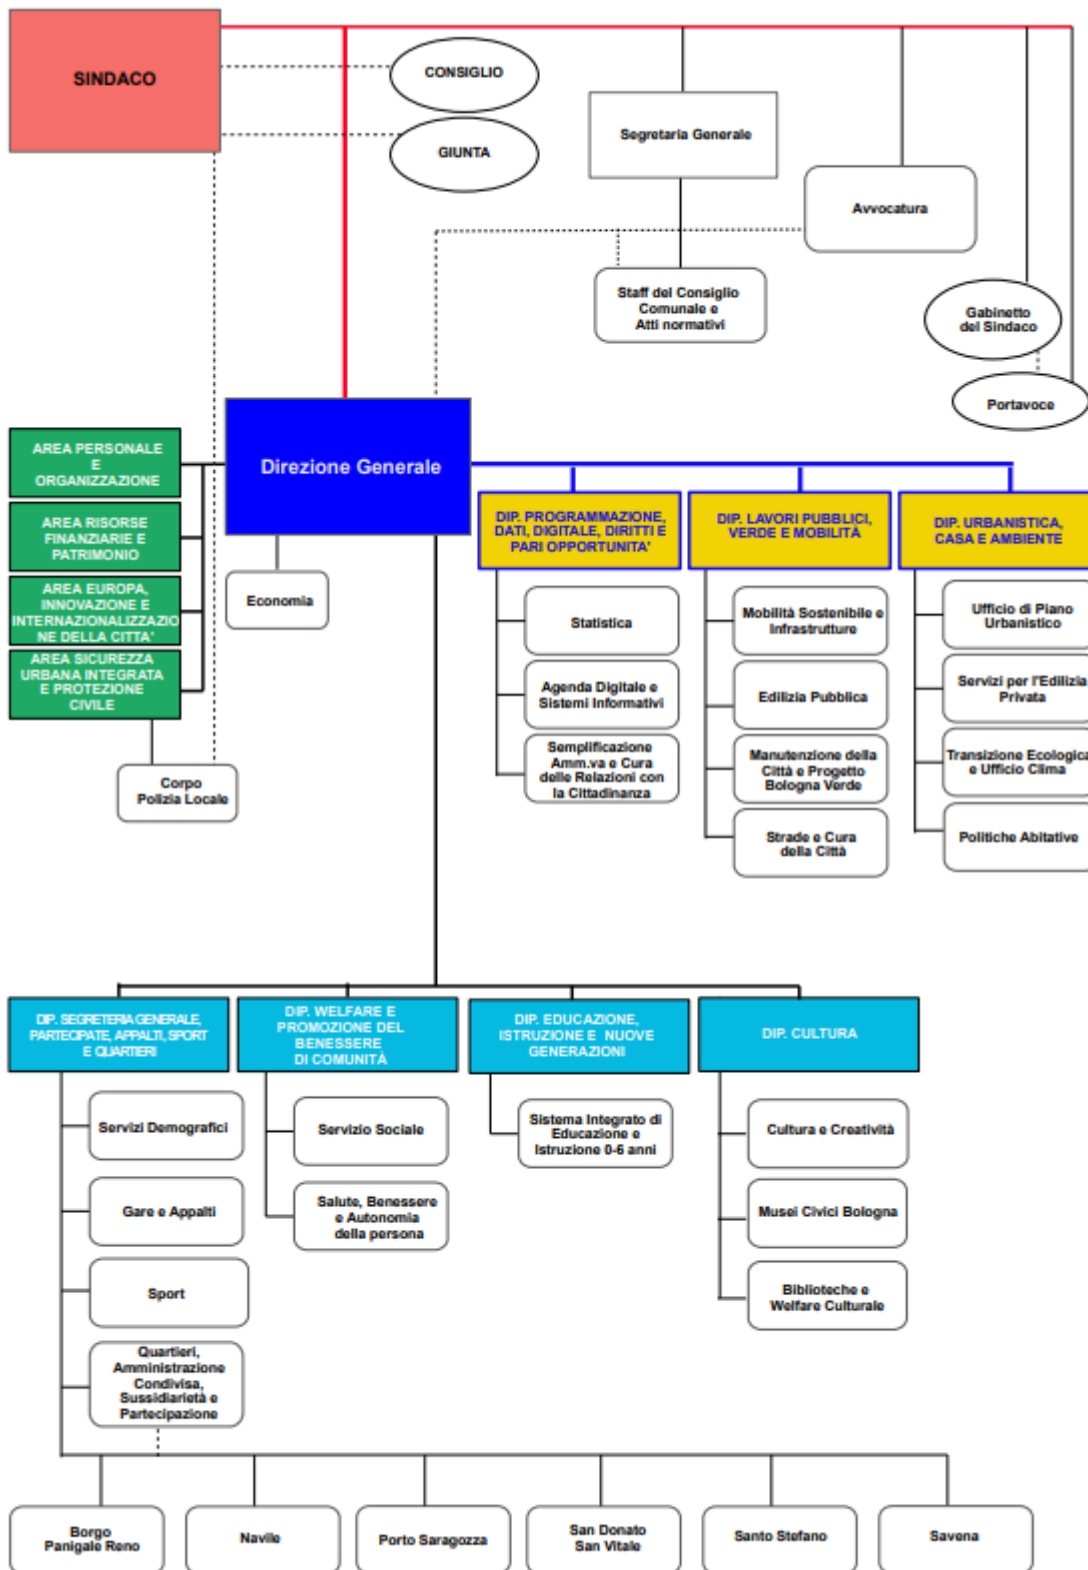 SINDACO
CONSIGLIO
GIUNTA
Segretaria Generale
Avvocatura
Staff del Consiglio
Comunale e
Atti normativi
Gabinetto
del Sindaco
Portavoce
Direzione Generale
AREA PERSONALE
E
ORGANIZZAZIONE
AREA RISORSE
FINANZIARIE E
PATRIMONIO
AREA EUROPA,
INNOVAZIONE E
INTERNAZIONALIZZAZIO
NE DELLA CITTA'
AREA SICUREZZA
URBANA INTEGRATA
E PROTEZIONE
CIVILE
Corpo
Polizia Locale
Economia
DIP. PROGRAMMAZIONE,
DATI, DIGITALE, DIRITTI E
PARI OPPORTUNITA'
Statistica
Agenda Digitale e
Sistemi Informativi
Semplificazione
Amm.va e Cura
delle Relazioni con
la Cittadinanza
DIP. LAVORI PUBBLICI,
VERDE E MOBILITÀ
Mobilità Sostenibile e
Infrastrutture
Edilizia Pubblica
Manutenzione della
Città e Progetto
Bologna Verde
Strade e Cura
della Città
DIP. URBANISTICA,
CASA E AMBIENTE
Ufficio di Piano
Urbanistico
Servizi per l'Edilizia
Privata
Transizione Ecologica
e Ufficio Clima
Politiche Abitative
DIP. SEGRETERIA GENERALE,
PARTECIPATE, APPALTI, SPORT
E QUARTIERI
Servizi Demografici
Gare e Appalti
Sport
Quartieri,
Amministrazione
Condivisa,
Sussidiarietà e
Partecipazione
DIP. WELFARE E
PROMOZIONE DEL
BENESSERE
DI COMUNITÀ
Servizio Sociale
Salute, Benessere
e Autonomia
della persona
DIP. EDUCAZIONE,
ISTRUZIONE E NUOVE
GENERAZIONI
Sistema Integrato di
Educazione e
Istruzione 0-6 anni
DIP. CULTURA
Cultura e Creatività
Musei Civici Bologna
Biblioteche e
Welfare Culturale
Borgo
Panigale Reno
Navile
Porto Saragozza
San Donato
San Vitale
Santo Stefano
Savena